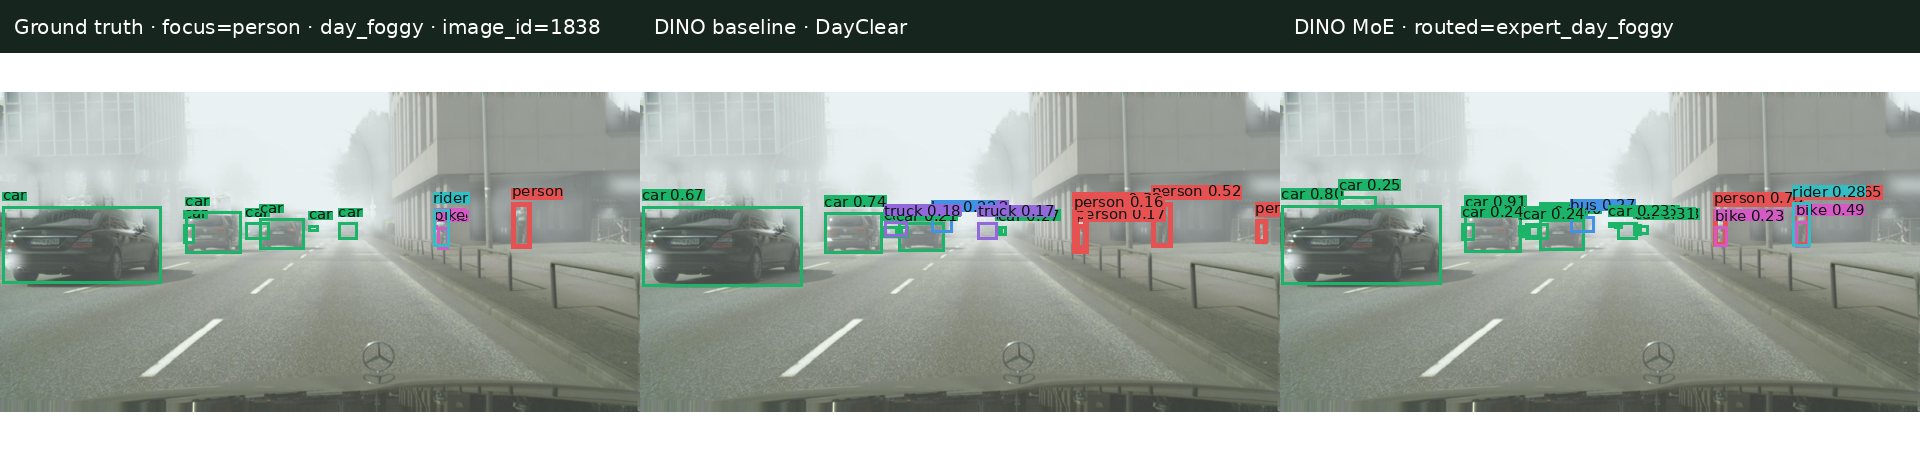 Ground truth · focus=person · day_foggy · image_id=1838
DINO baseline · DayClear
DINO MoE · routed=expert_day_foggy
car
car
car
car
car
rider
bike
person
car 0.67
car 0.74
truck 0.18
truck 0.17
person 0.16
person 0.17
person 0.52
car 0.80
car 0.25
car 0.91
car 0.24
car 0.24
bus 0.27
car 0.23
person 0.7
bike 0.23
rider 0.28
bike 0.49